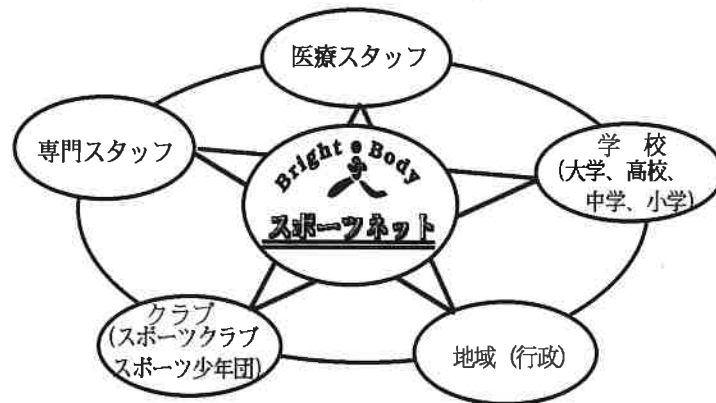 医療スタッフ
専門スタッフ
学 校
(大学、高校、
中学、小学)
Bright e Body
スポーツネット
クラブ
(スポーツクラブ
スポーツ少年団)
地域 (行政)